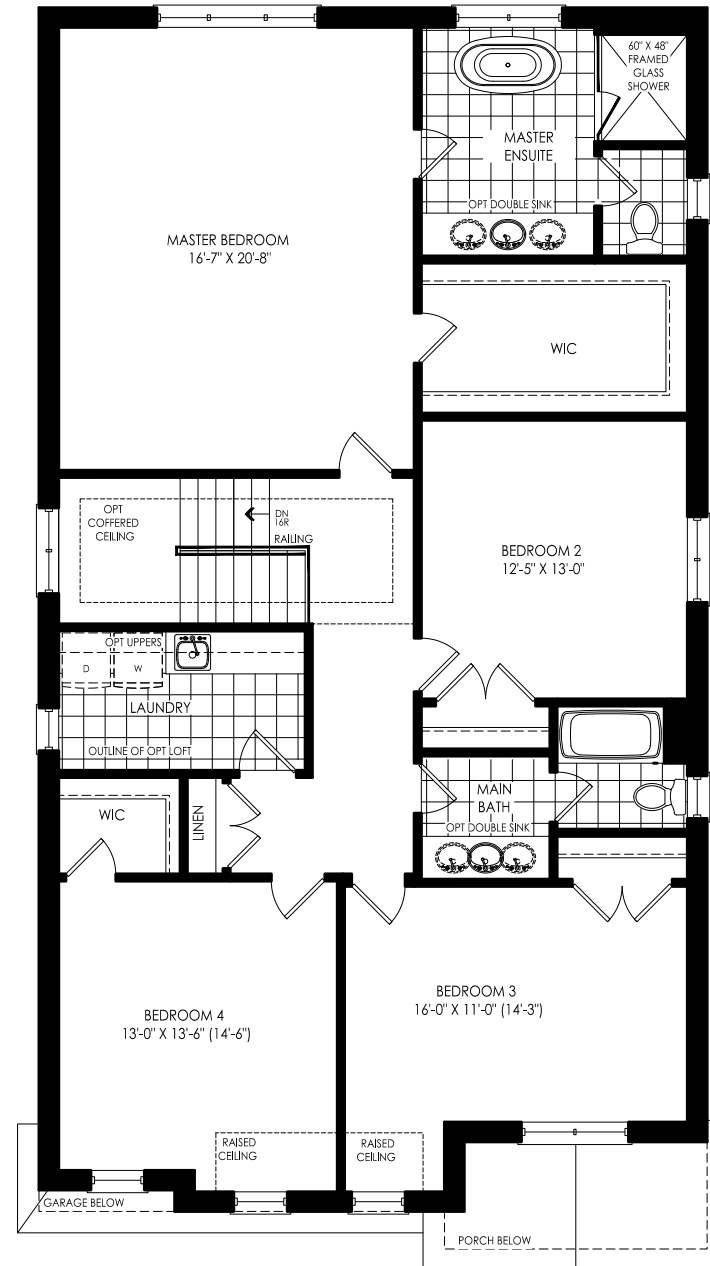 60" X 48"
FRAMED
GLASS
SHOWER
MASTER
ENSUITE
OPT DOUBLE SINK
MASTER BEDROOM
16'-7" X 20'-8"
WIC
OPT
COFFERED
CEILING
DN
16R
RAILING
BEDROOM 2
12'-5" X 13'-0"
OPT UPPERS
D
W
LAUNDRY
OUTLINE OF OPT LOFT
WIC
LINEN
MAIN
BATH
OPT DOUBLE SINK
BEDROOM 3
16'-0" X 11'-0" (14'-3")
BEDROOM 4
13'-0" X 13'-6" (14'-6")
RAISED
CEILING
RAISED
CEILING
GARAGE BELOW
PORCH BELOW